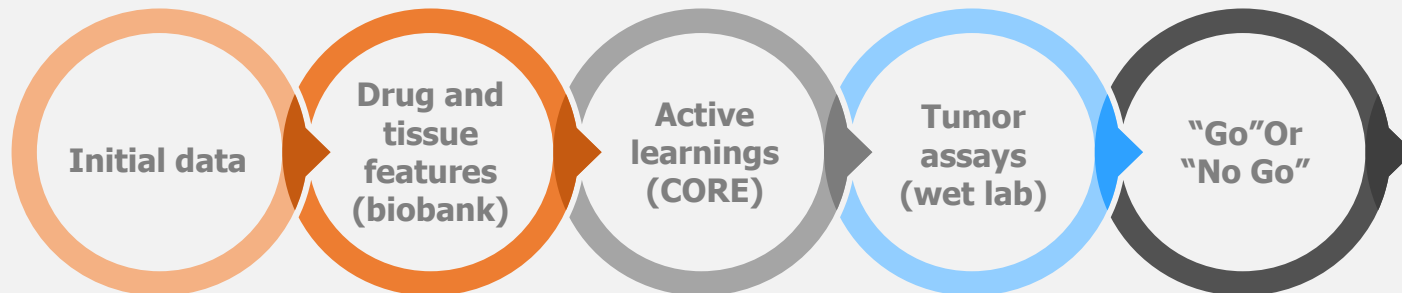 Initial data
Drug and
tissue
features
(biobank)
Active
learnings
(CORE)
Tumor
assays
(wet lab)
“Go”Or
“No Go”